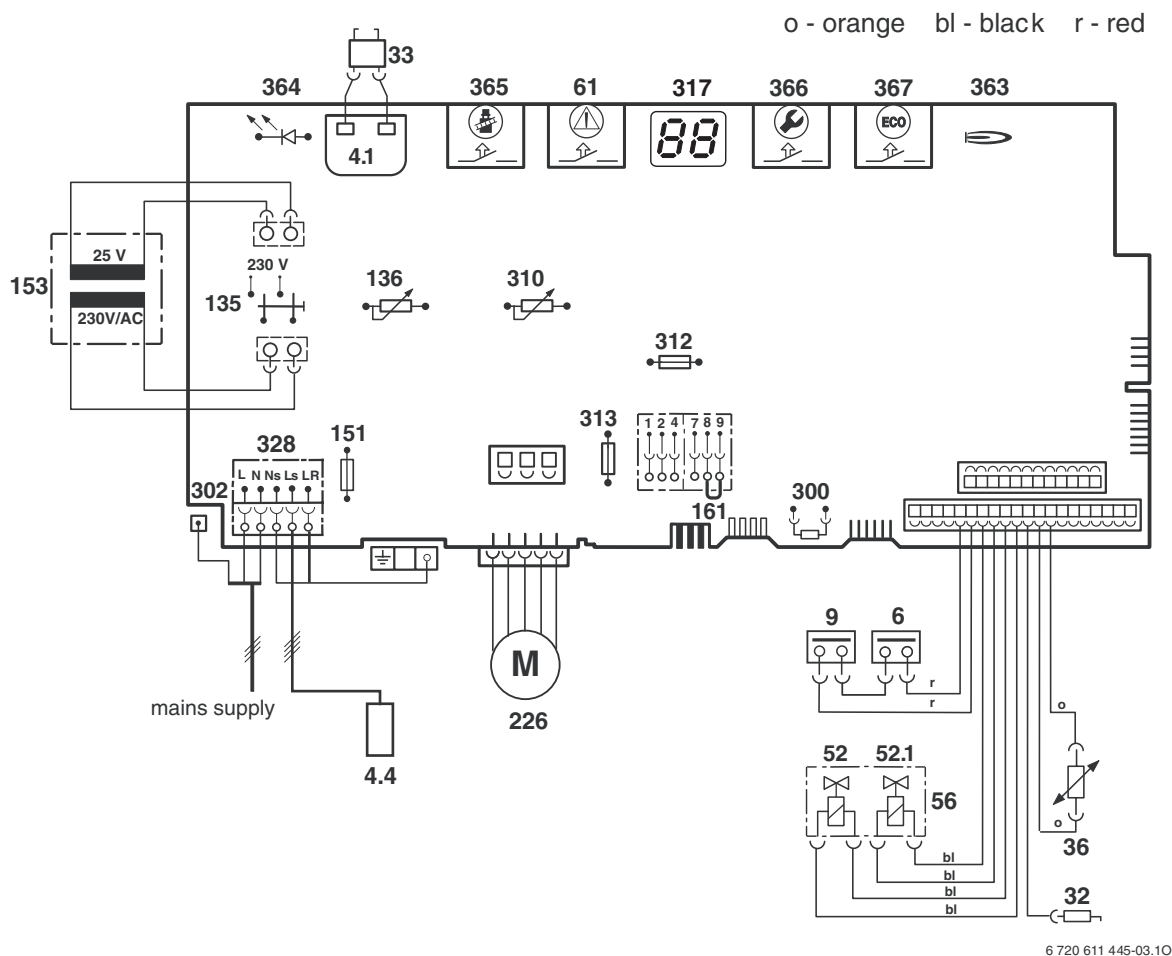 o - orange bl - black r - red
33
364 365 61 317 366 367 363
4.1
88
ECO
25 V
153
230V/AC
230 V
135
136
310
312
313
151
328
L N Ns Ls LR
302
1 2 4 7 8 9
161
300
mains supply
M
226
4.4
9 6
r
r
o
52 52.1
56
o
36
bl
bl
bl
bl
32
6 720 611 445-03.1O